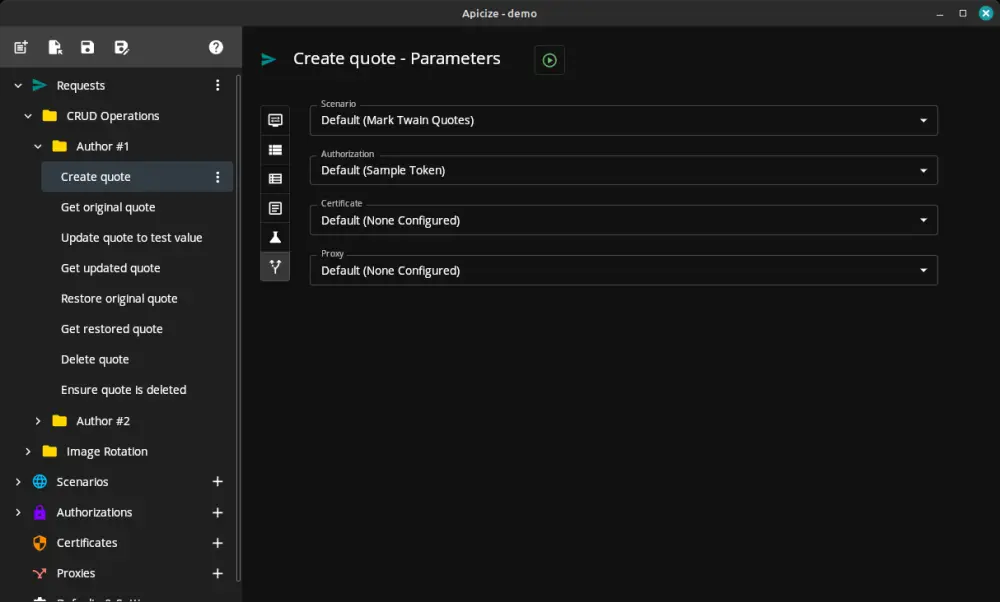 Apicize - demo
Create quote - Parameters
Requests
CRUD Operations
Author #1
Create quote
Get original quote
Update quote to test value
Get updated quote
Restore original quote
Get restored quote
Delete quote
Ensure quote is deleted
Author #2
Image Rotation
Scenarios
Authorizations
Certificates
Proxies
Scenario
Default (Mark Twain Quotes)
Authorization
Default (Sample Token)
Certificate
Default (None Configured)
Proxy
Default (None Configured)